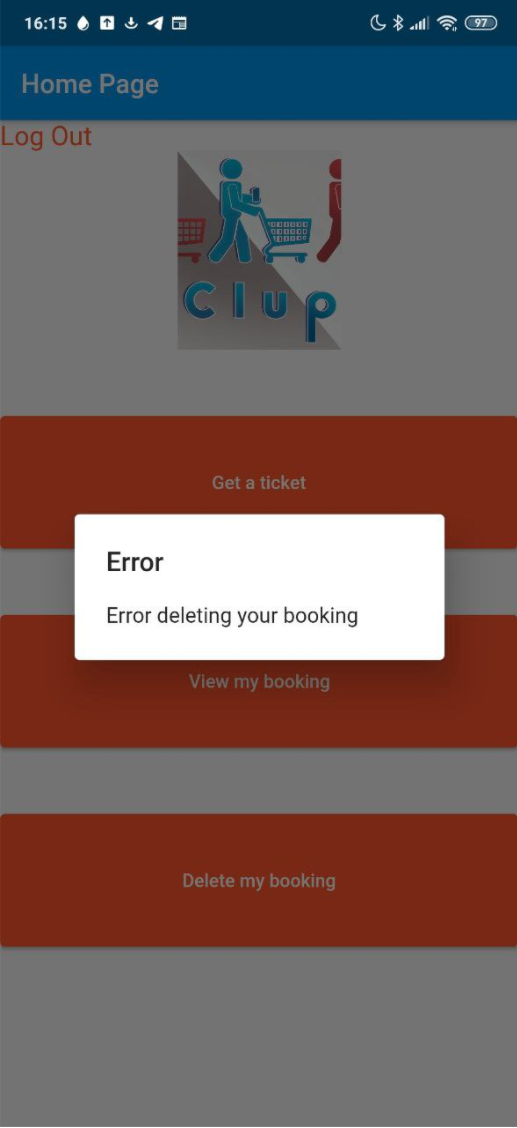 16:15
97
Home Page
Log Out
Clup
Get a ticket
Error
Error deleting your booking
View my booking
Delete my booking